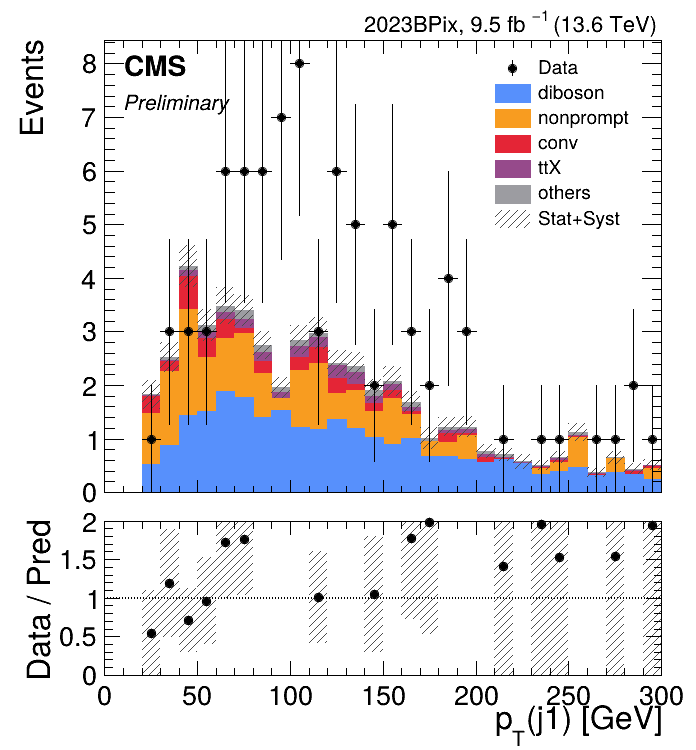 2023BPix, 9.5 fb⁻¹ (13.6 TeV)
CMS
Preliminary
Data
diboson
nonprompt
conv
ttX
others
Stat+Syst
Events
8
7
6
5
4
3
2
1
0
Data / Pred
2
1.5
1
0.5
0
0 50 100 150 200 250 300
p_T(j1) [GeV]